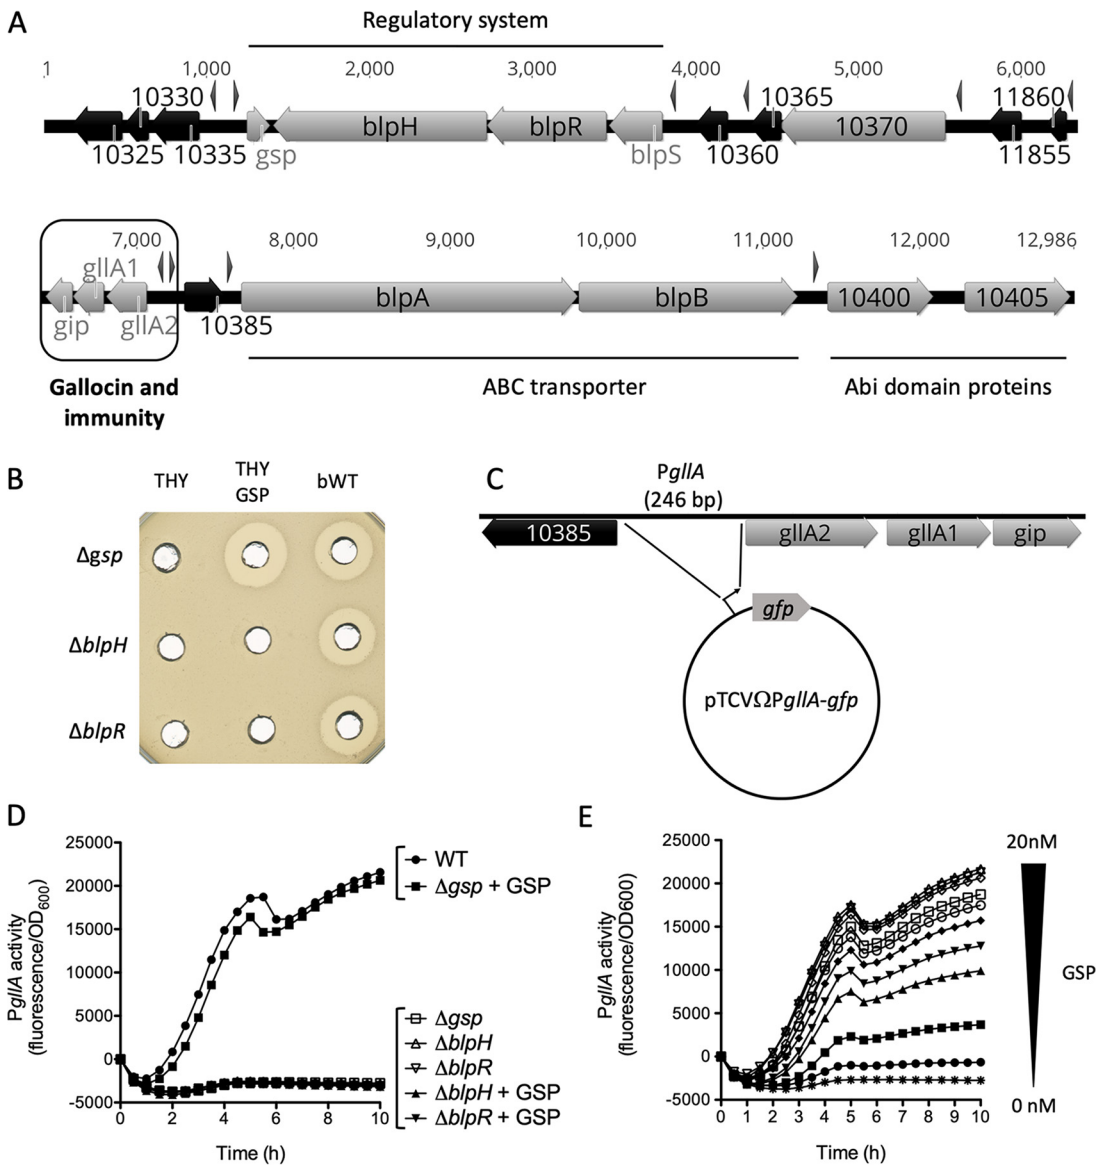 A
Regulatory system
1 1,000 2,000 3,000 4,000 5,000 6,000
10330 10365 11860
blpH blpR 10370
10325 10335 gsp blpS 10360 11855
7,000 8,000 9,000 10,000 11,000 12,000 12,986
gllA1
blpA blpB 10400 10405
gip gllA2 10385
Gallocin and
immunity
ABC transporter
Abi domain proteins
B
THY
THY
GSP
bWT
Δgsp
ΔblpH
ΔblpR
C
PgllA
(246 bp)
10385 gllA2 gllA1 gip
gfp
pTCVΩPgllA-gfp
D
PgllA activity
(fluorescence/OD600)
25000
20000
15000
10000
5000
0
-5000
0 2 4 6 8 10
Time (h)
WT
Δgsp + GSP
Δgsp
ΔblpH
ΔblpR
ΔblpH + GSP
ΔblpR + GSP
E
PgllA activity
(fluorescence/OD600)
25000
20000
15000
10000
5000
0
-5000
0 1 2 3 4 5 6 7 8 9 10
Time (h)
20nM
GSP
0 nM